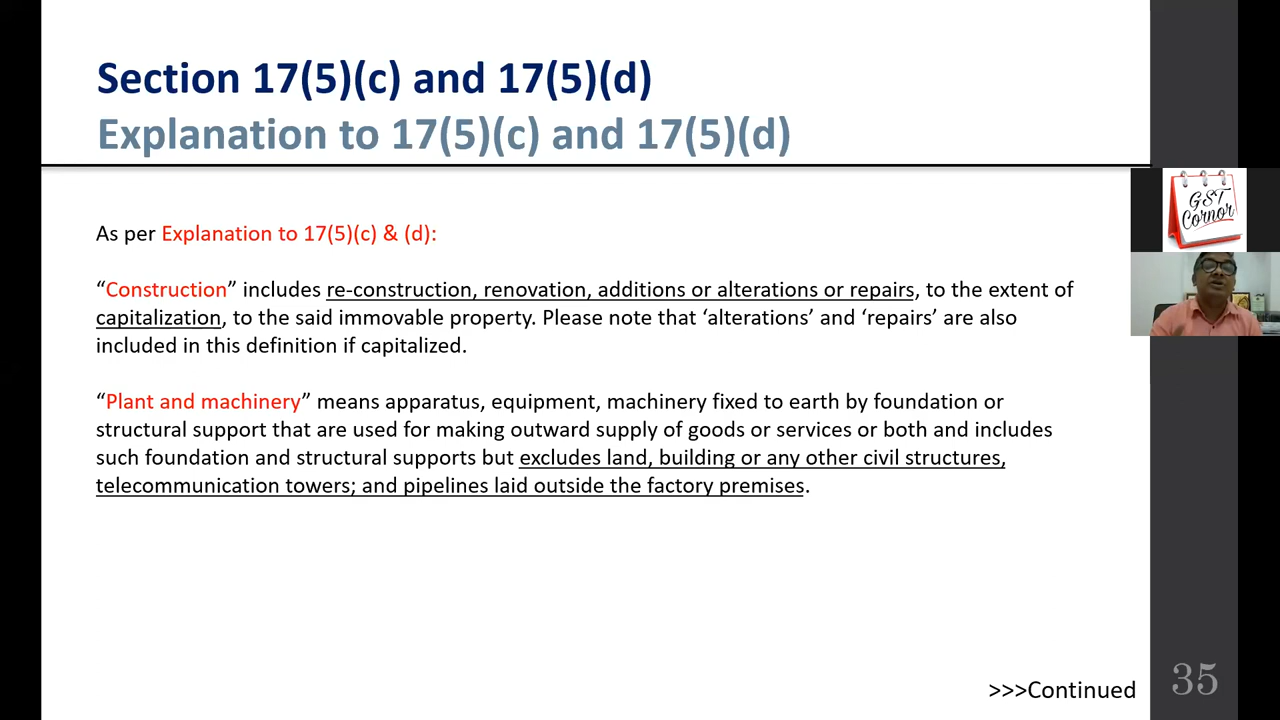 Section 17(5)(c) and 17(5)(d)
Explanation to 17(5)(c) and 17(5)(d)
GST
Corner
As per Explanation to 17(5)(c) & (d):
“Construction” includes re-construction, renovation, additions or alterations or repairs, to the extent of
capitalization, to the said immovable property. Please note that ‘alterations’ and ‘repairs’ are also
included in this definition if capitalized.
“Plant and machinery” means apparatus, equipment, machinery fixed to earth by foundation or
structural support that are used for making outward supply of goods or services or both and includes
such foundation and structural supports but excludes land, building or any other civil structures,
telecommunication towers; and pipelines laid outside the factory premises.
>>>Continued
35